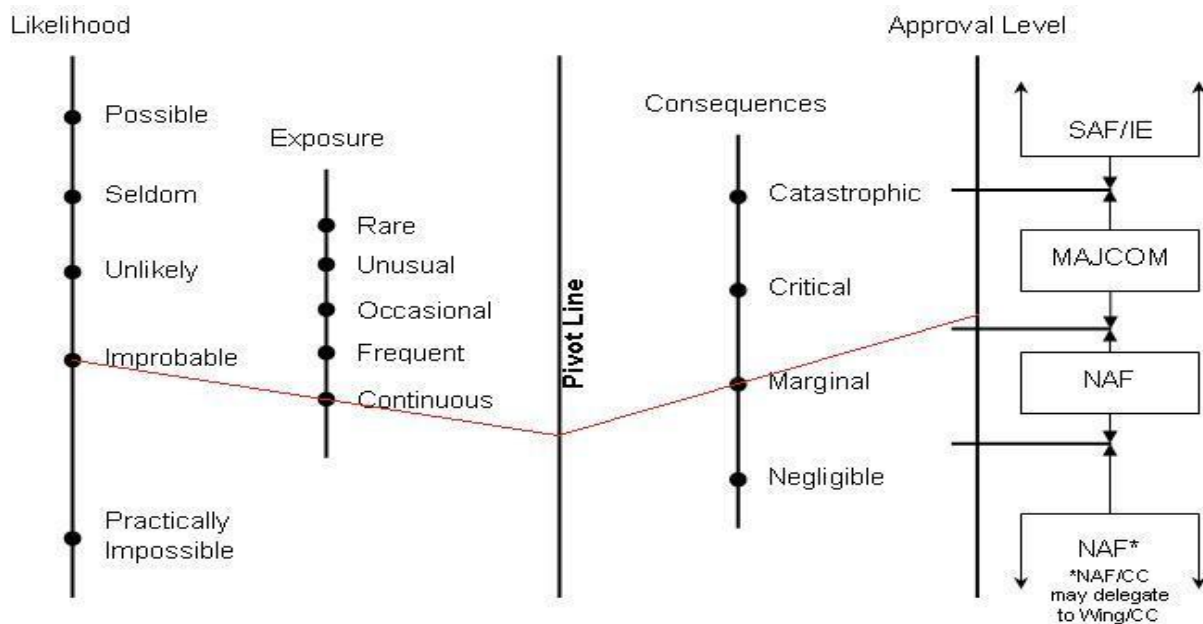 Likelihood
Possible
Seldom
Unlikely
Improbable
Practically
Impossible
Exposure
Rare
Unusual
Occasional
Frequent
Continuous
Pivot Line
Consequences
Catastrophic
Critical
Marginal
Negligible
Approval Level
SAF/IE
MAJCOM
NAF
NAF*
*NAF/CC
may delegate
to Wing/CC